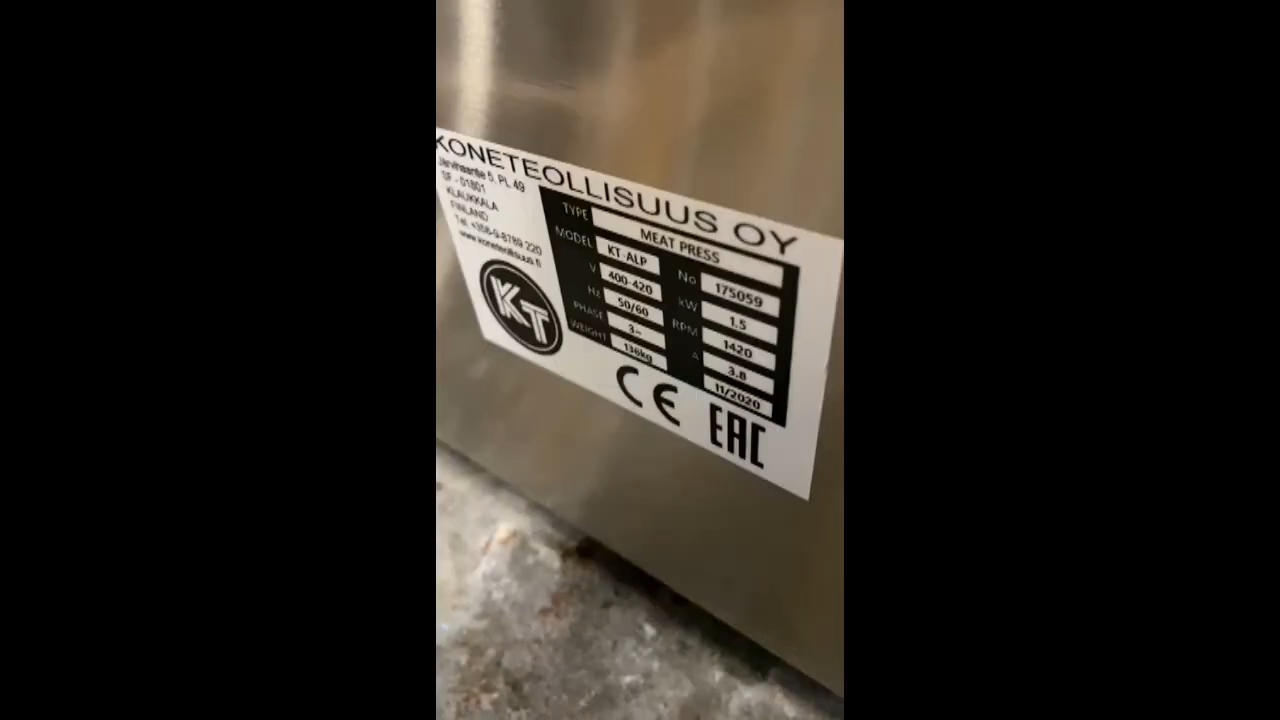 KONETEOLLISUUS OY
Järvihaantie 5, PL 49
SF - 01801
KLAUKKALA
FINLAND
Tel. +358-9-8789 220
www.koneteollisuus.fi
KT
TYPE MEAT PRESS
MODEL KT-ALP No 175059
V 400-420 kW 1.5
Hz 50/60 RPM 1420
PHASE 3~ A 3.8
WEIGHT 136kg 11/2020
CE EAC